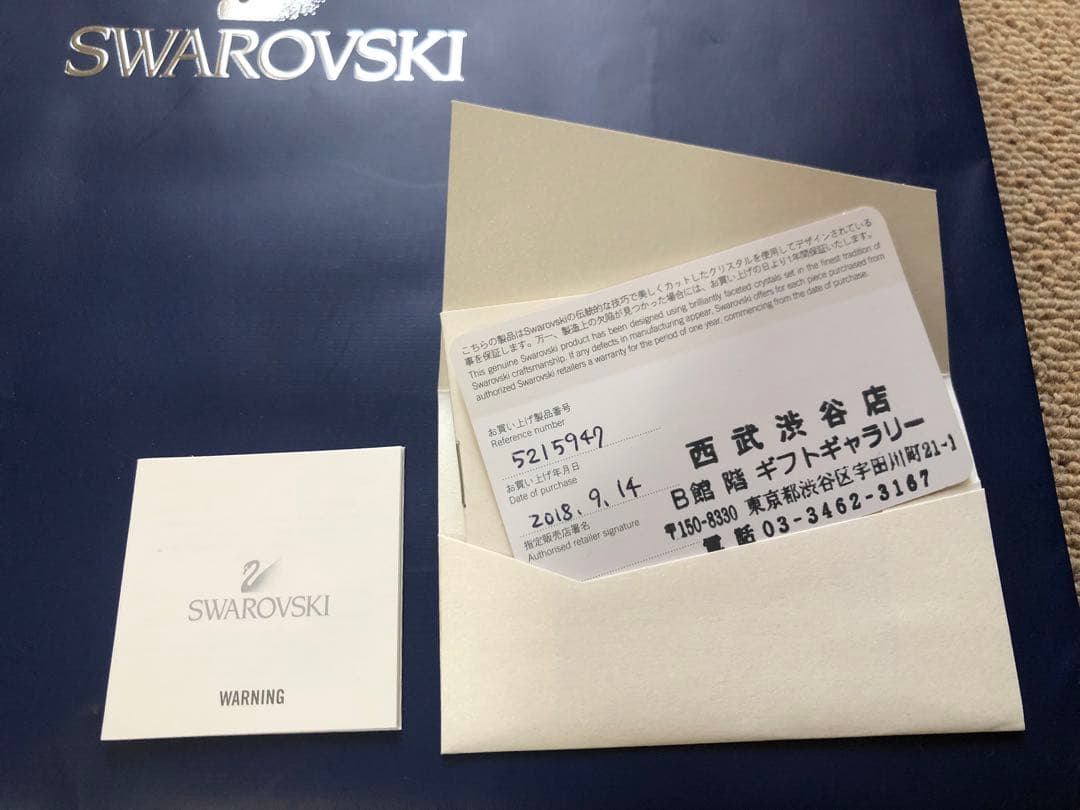 SWAROVSKI
こちらの製品はSwarovskiの伝統的な技巧で美しくカットしたクリスタルを使用してデザインされている
事を保証します。万一、製造上の欠陥が見つかった場合には、お買い上げの日より1年間保証いたします。
This genuine Swarovski product has been designed using brilliantly faceted crystals set in the finest tradition of
Swarovski craftsmanship. If any defects in manufacturing appear, Swarovski offers for each piece purchased from
authorized Swarovski retailers a warranty for the period of one year, commencing from the date of purchase.
お買い上げ製品番号
Reference number
5215947
お買い上げ年月日
Date of purchase
2018.9.14
指定販売店署名
Authorised retailer signature
西武渋谷店
B館 階 ギフトギャラリー
〒150-8330 東京都渋谷区宇田川町21-1
電話 03-3462-3167
SWAROVSKI
WARNING